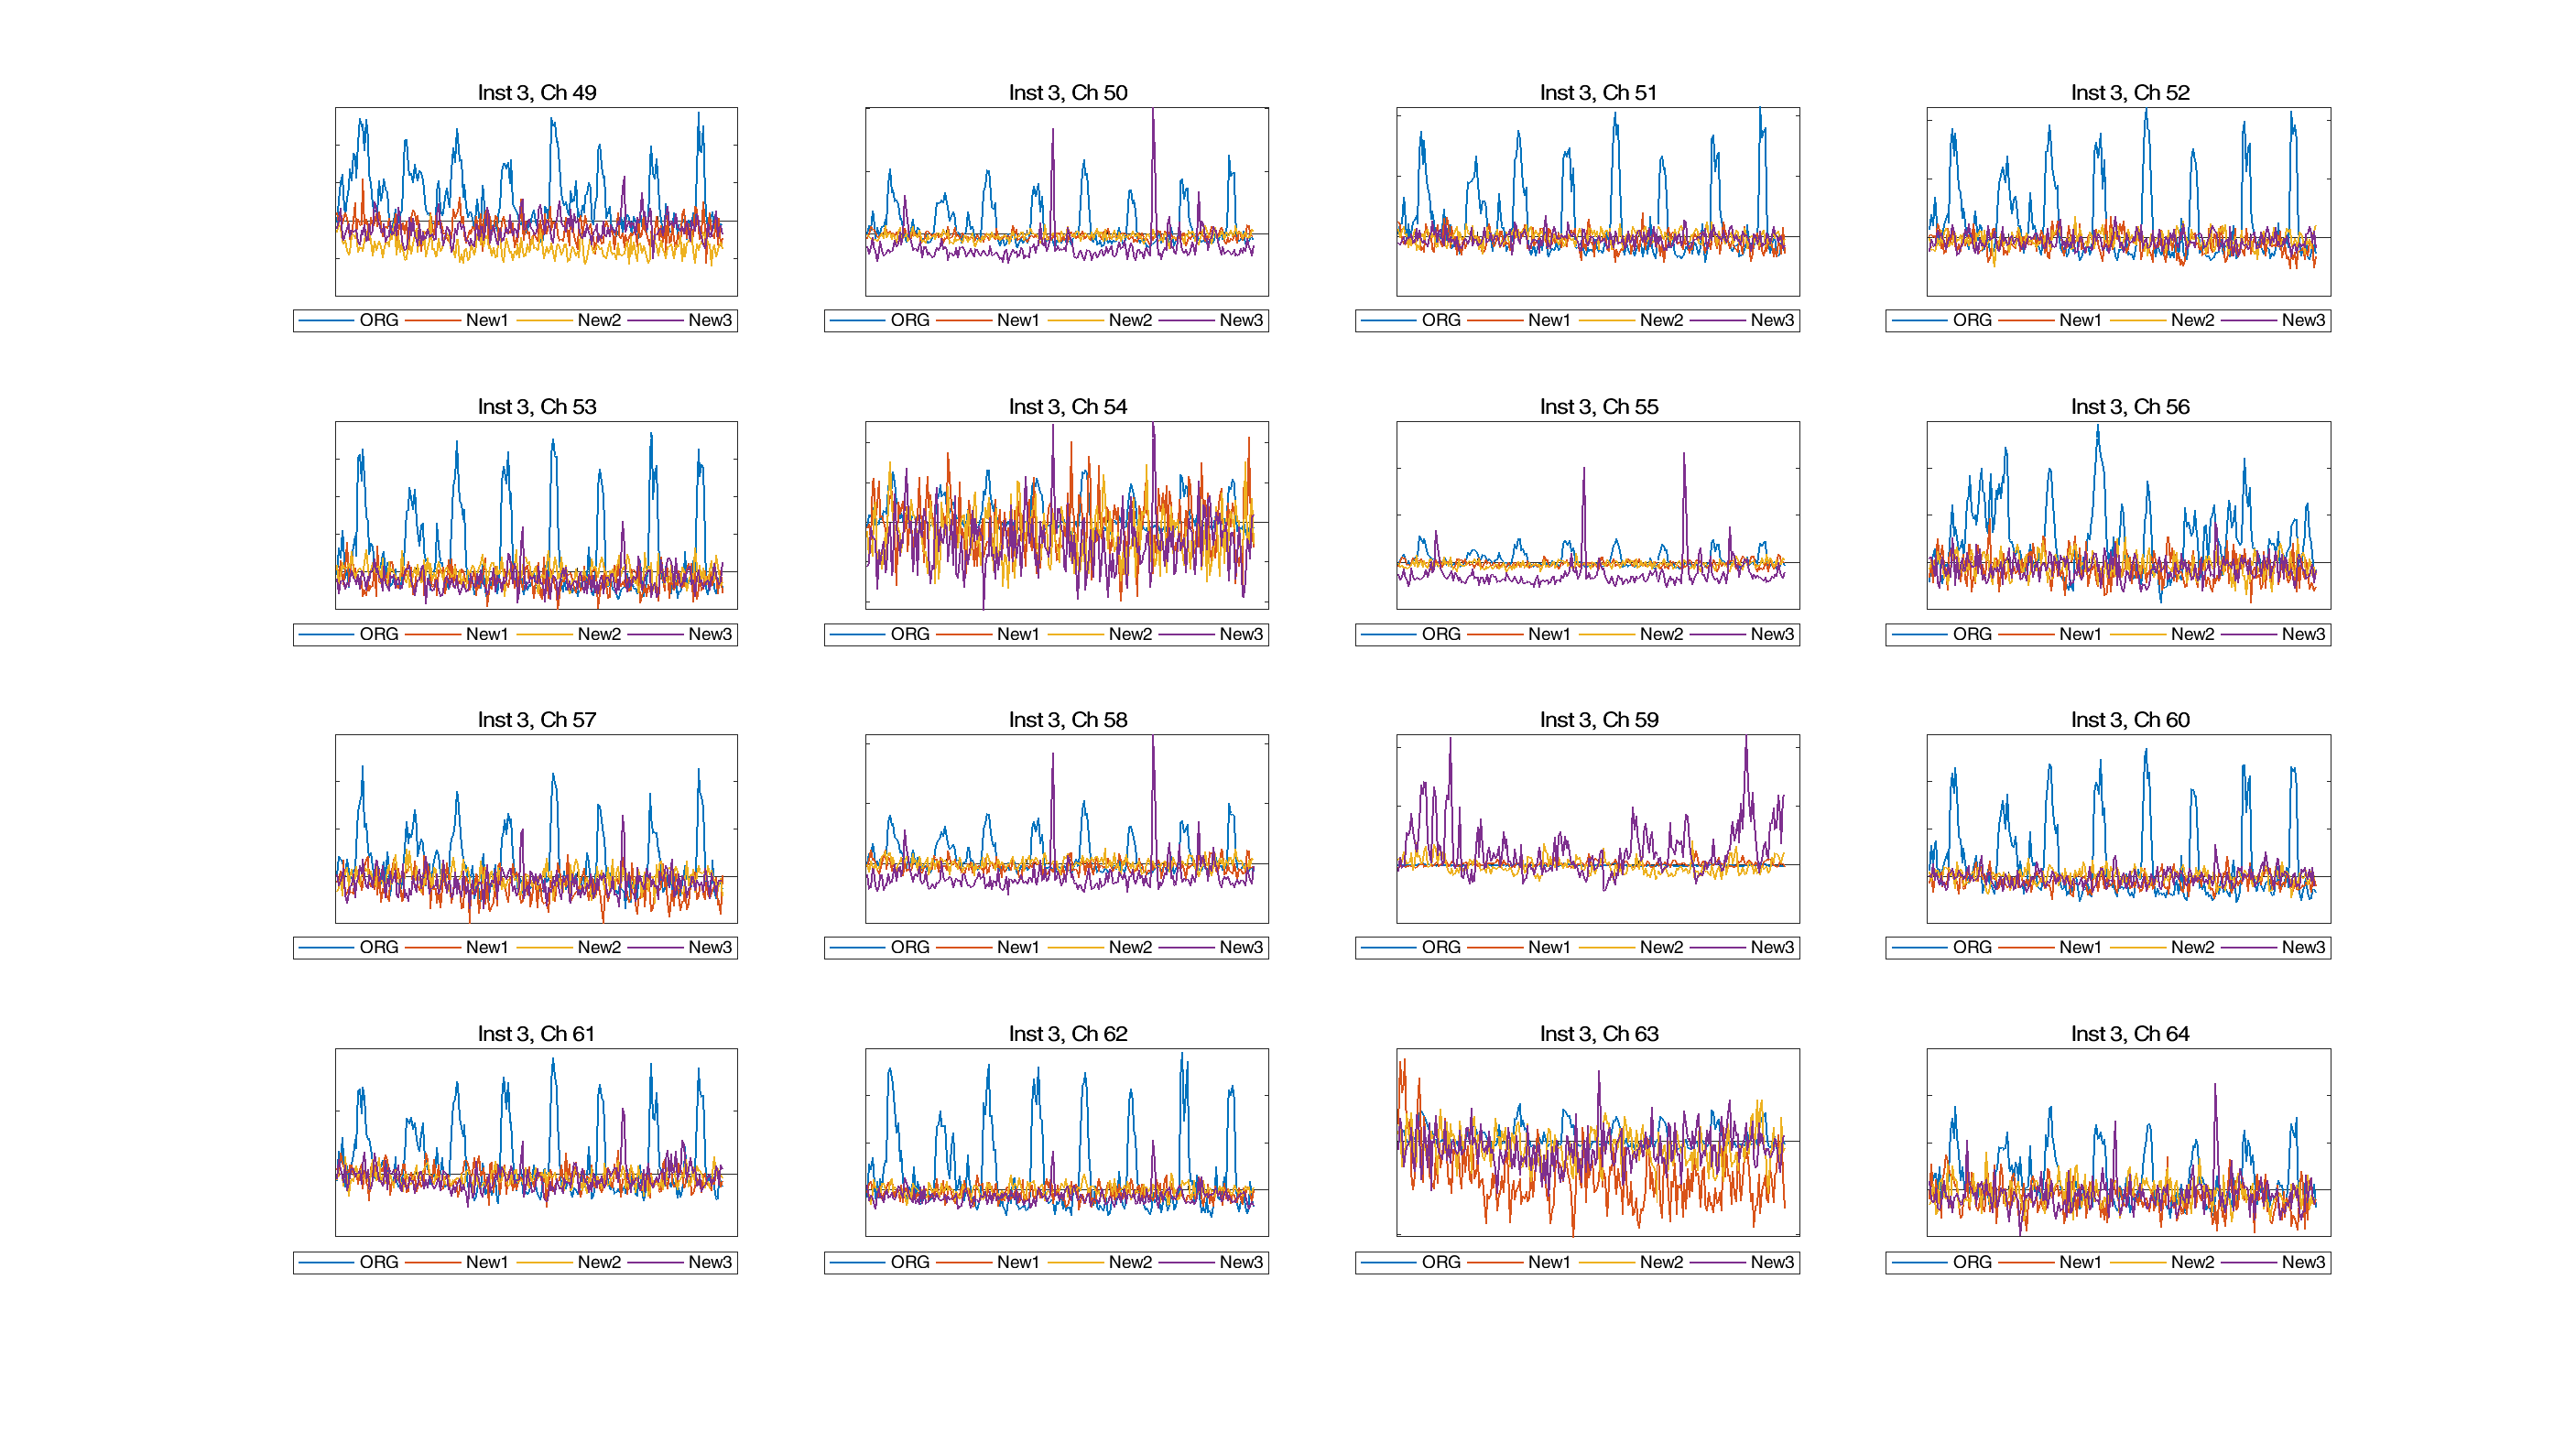 Inst 3, Ch 49
Inst 3, Ch 50
Inst 3, Ch 51
Inst 3, Ch 52
ORG New1 New2 New3
ORG New1 New2 New3
ORG New1 New2 New3
ORG New1 New2 New3
Inst 3, Ch 53
Inst 3, Ch 54
Inst 3, Ch 55
Inst 3, Ch 56
ORG New1 New2 New3
ORG New1 New2 New3
ORG New1 New2 New3
ORG New1 New2 New3
Inst 3, Ch 57
Inst 3, Ch 58
Inst 3, Ch 59
Inst 3, Ch 60
ORG New1 New2 New3
ORG New1 New2 New3
ORG New1 New2 New3
ORG New1 New2 New3
Inst 3, Ch 61
Inst 3, Ch 62
Inst 3, Ch 63
Inst 3, Ch 64
ORG New1 New2 New3
ORG New1 New2 New3
ORG New1 New2 New3
ORG New1 New2 New3